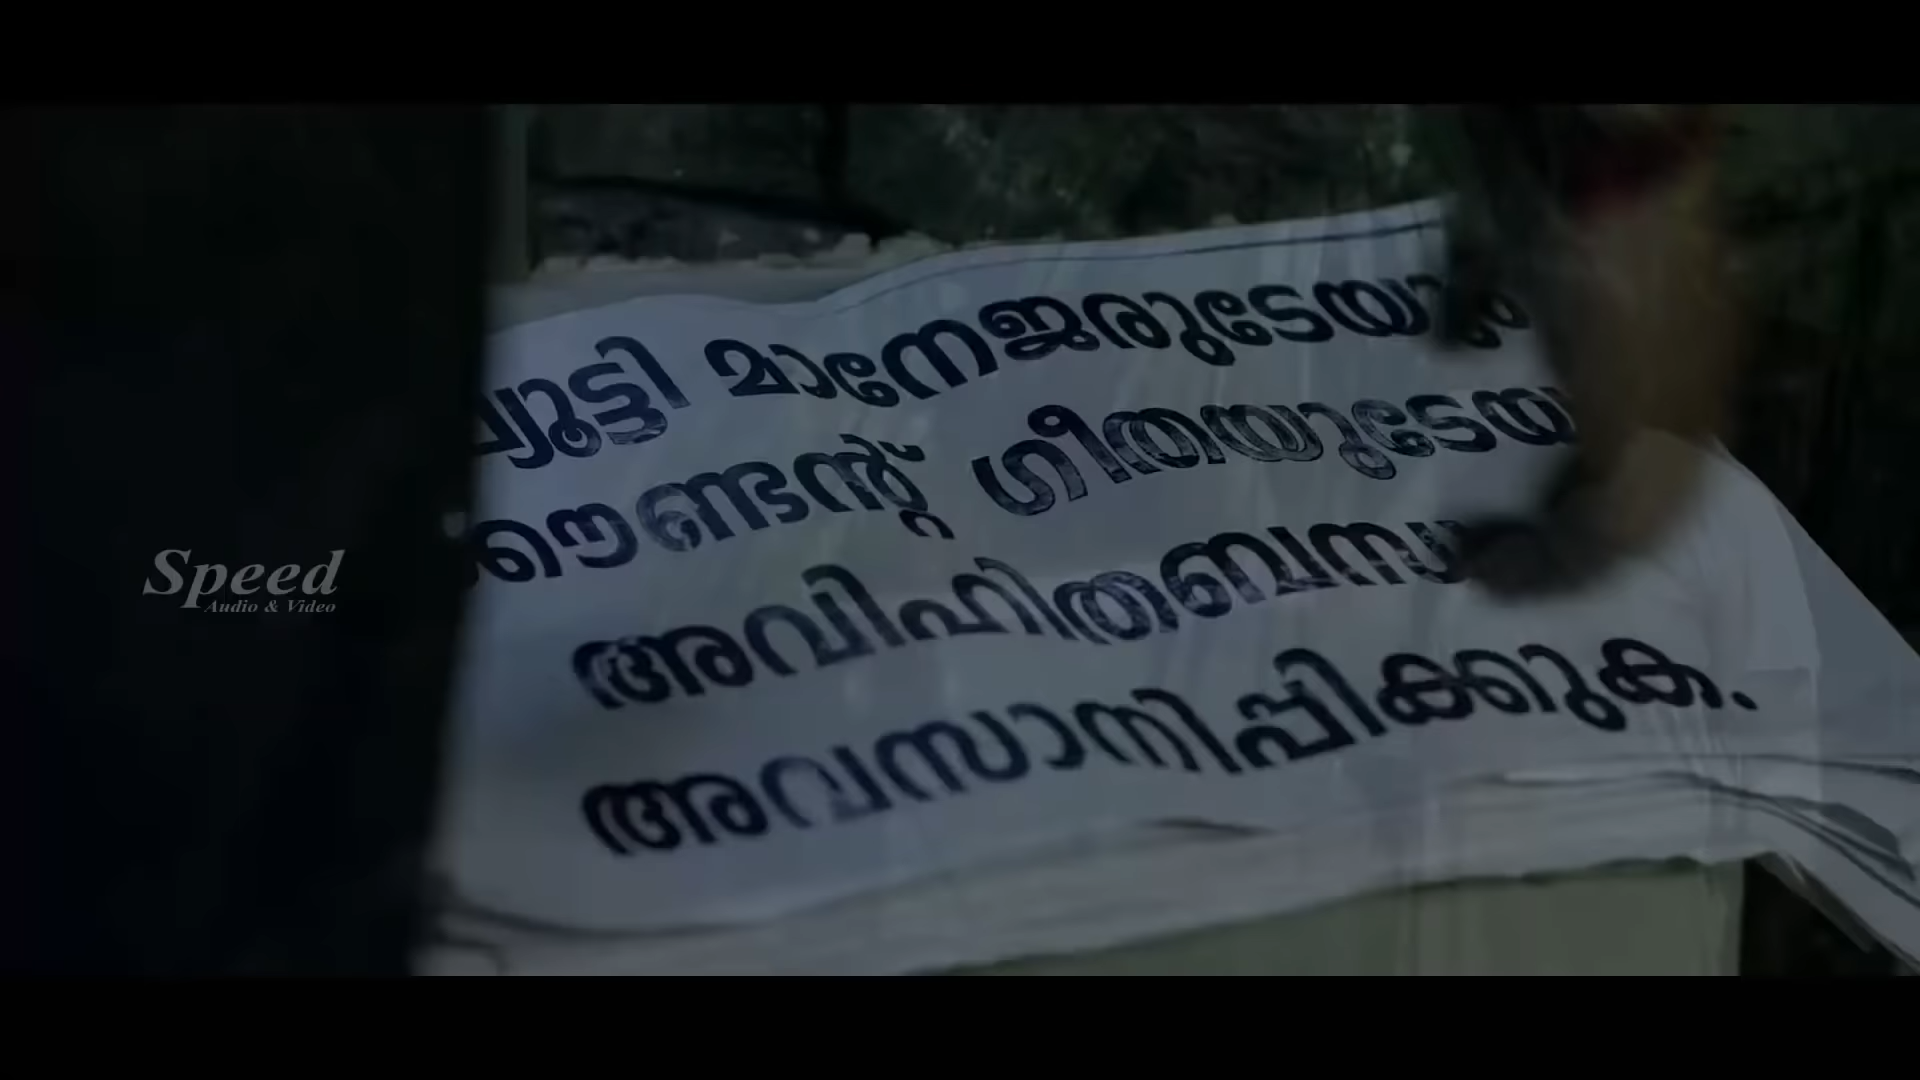 മാനേജരുടേയും
ഗീതയുടേയ
അവിഹിതബന്ധ
അവസാനിപ്പിക്കുക.
Speed
Audio & Video